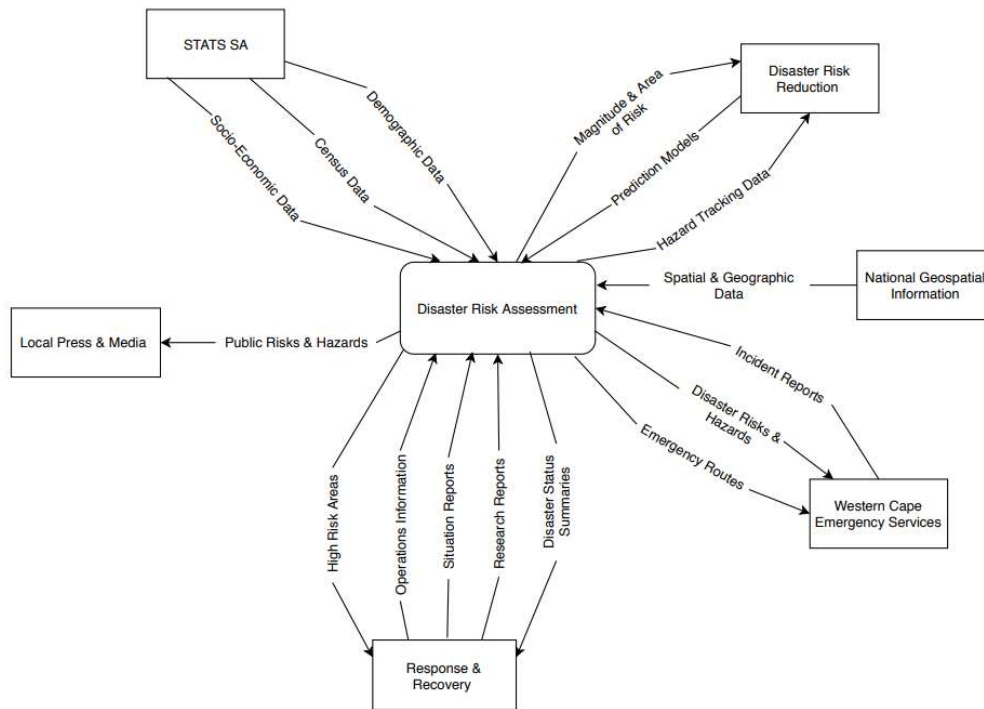 STATS SA
Disaster Risk
Reduction
Socio-Economic Data
Census Data
Demographic Data
Magnitude & Area
of Risk
Prediction Models
Hazard Tracking Data
Disaster Risk Assessment
Spatial & Geographic
Data
National Geospatial
Information
Local Press & Media
Public Risks & Hazards
Incident Reports
Disaster Risks &
Hazards
Emergency Routes
Western Cape
Emergency Services
High Risk Areas
Operations Information
Situation Reports
Research Reports
Disaster Status
Summaries
Response &
Recovery